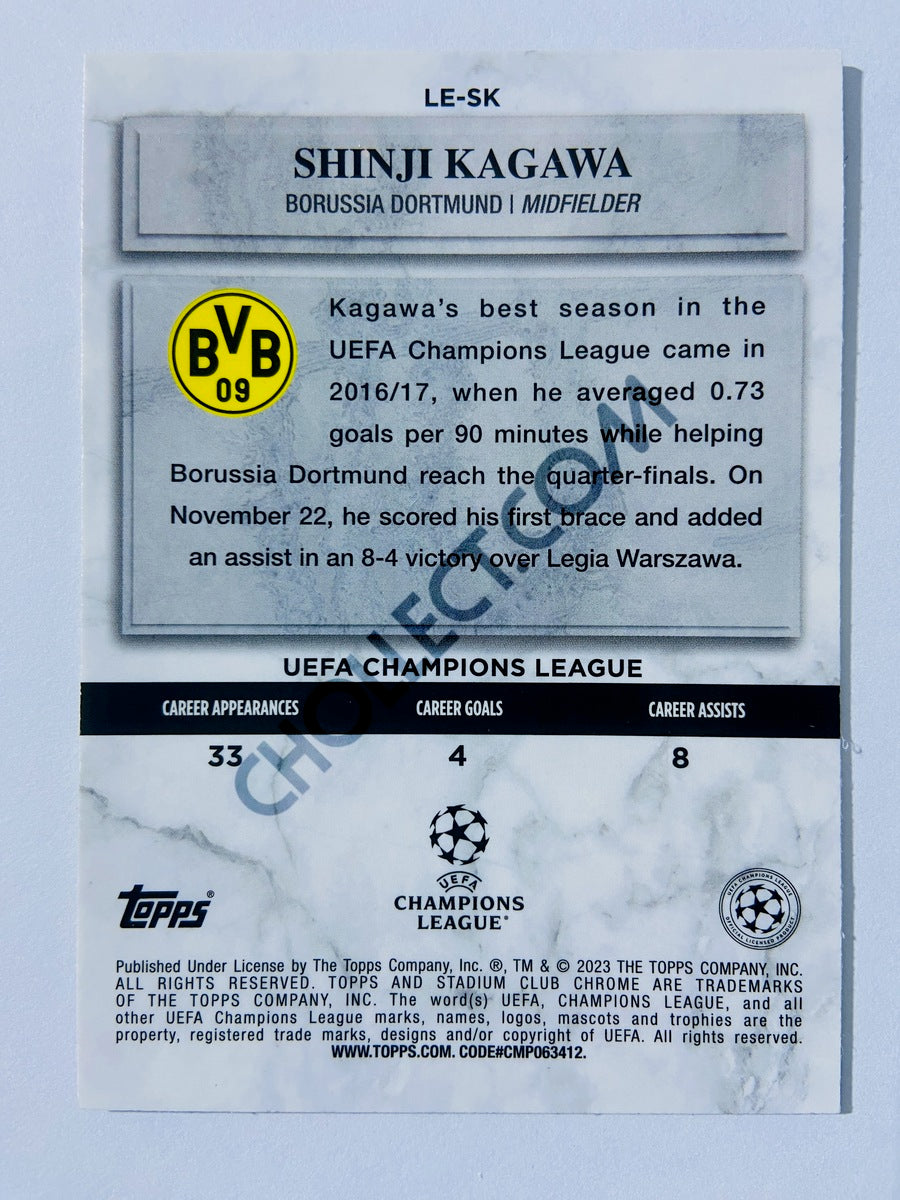 LE-SK
SHINJI KAGAWA
BORUSSIA DORTMUND | MIDFIELDER
BVB
09
Kagawa's best season in the
UEFA Champions League came in
2016/17, when he averaged 0.73
goals per 90 minutes while helping
Borussia Dortmund reach the quarter-finals. On
November 22, he scored his first brace and added
an assist in an 8-4 victory over Legia Warszawa.
CHOLLECT.COM
UEFA CHAMPIONS LEAGUE
CAREER APPEARANCES CAREER GOALS CAREER ASSISTS
33 4 8
topps®
UEFA
CHAMPIONS
LEAGUE®
UEFA CHAMPIONS LEAGUE
OFFICIAL LICENSED PRODUCT
Published Under License by The Topps Company, Inc. ®, TM & © 2023 THE TOPPS COMPANY, INC.
ALL RIGHTS RESERVED. TOPPS AND STADIUM CLUB CHROME ARE TRADEMARKS
OF THE TOPPS COMPANY, INC. The word(s) UEFA, CHAMPIONS LEAGUE, and all
other UEFA Champions League marks, names, logos, mascots and trophies are the
property, registered trade marks, designs and/or copyright of UEFA. All rights reserved.
WWW.TOPPS.COM. CODE#CMP063412.